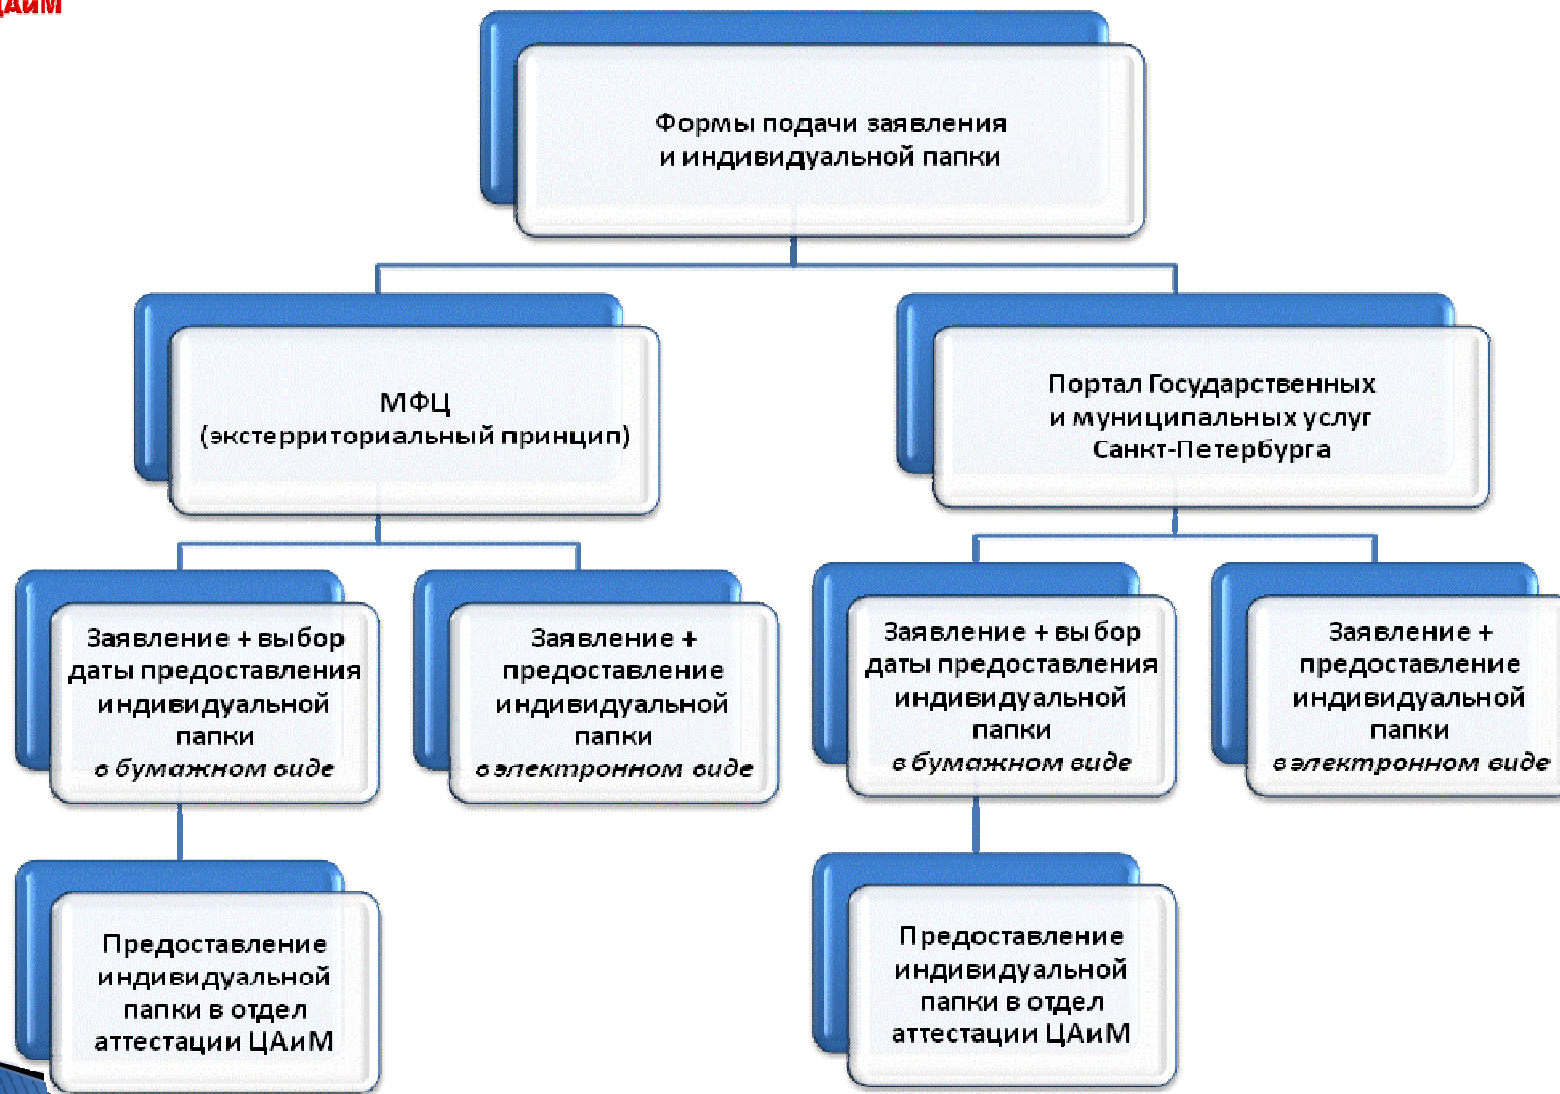 ЦАиМ
Формы подачи заявления
и индивидуальной папки
МФЦ
(экстерриториальный принцип)
Портал Государственных
и муниципальных услуг
Санкт-Петербурга
Заявление + выбор
даты предоставления
индивидуальной
папки
в бумажном виде
Заявление +
предоставление
индивидуальной
папки
в электронном виде
Заявление + выбор
даты предоставления
индивидуальной
папки
в бумажном виде
Заявление +
предоставление
индивидуальной
папки
в электронном виде
Предоставление
индивидуальной
папки в отдел
аттестации ЦАиМ
Предоставление
индивидуальной
папки в отдел
аттестации ЦАиМ